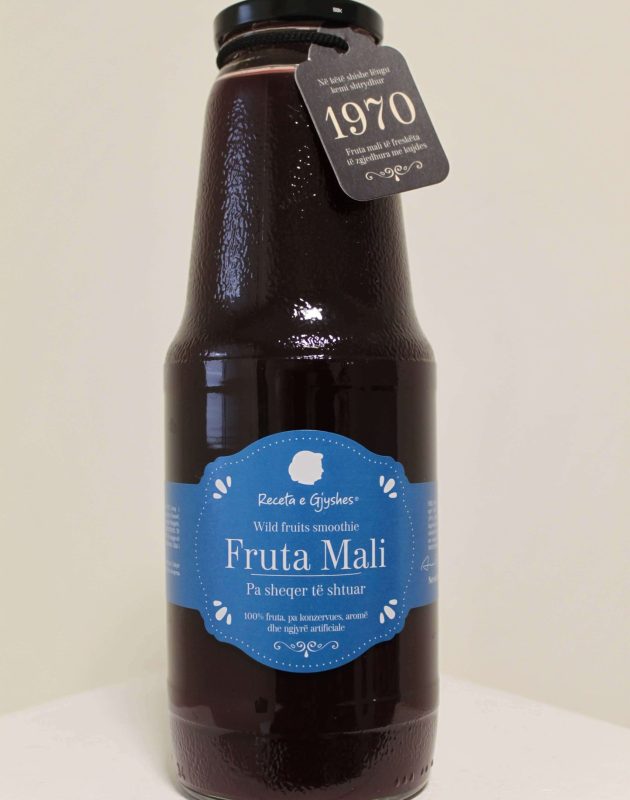 Në këtë shishe lëngu
kemi shtrydhur
1970
Fruta mali të freskëta
të zgjedhura me kujdes
Receta e Gjyshes
Wild fruits smoothie
Fruta Mali
Pa sheqer të shtuar
100% fruta, pa konzervues, aromë
dhe ngjyrë artificiale